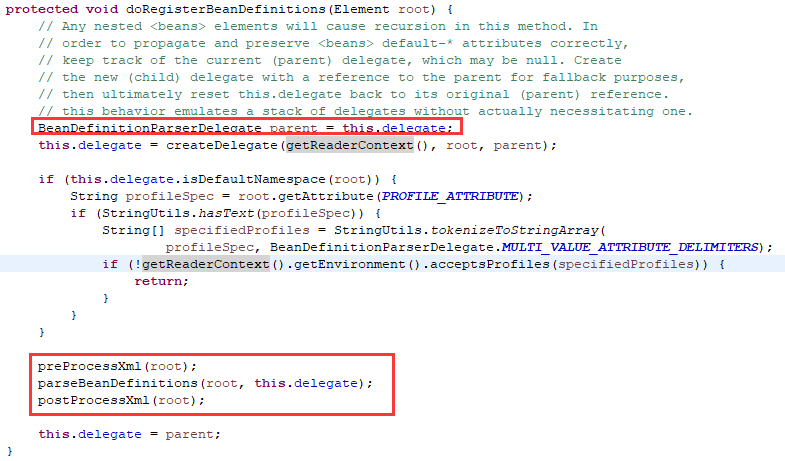 protected void doRegisterBeanDefinitions(Element root) {
// Any nested <beans> elements will cause recursion in this method. In
// order to propagate and preserve <beans> default-* attributes correctly,
// keep track of the current (parent) delegate, which may be null. Create
// the new (child) delegate with a reference to the parent for fallback purposes,
// then ultimately reset this.delegate back to its original (parent) reference.
// this behavior emulates a stack of delegates without actually necessitating one.
BeanDefinitionParserDelegate parent = this.delegate;
this.delegate = createDelegate(getReaderContext(), root, parent);
if (this.delegate.isDefaultNamespace(root)) {
String profileSpec = root.getAttribute(PROFILE_ATTRIBUTE);
if (StringUtils.hasText(profileSpec)) {
String[] specifiedProfiles = StringUtils.tokenizeToStringArray(
profileSpec, BeanDefinitionParserDelegate.MULTI_VALUE_ATTRIBUTE_DELIMITERS);
if (!getReaderContext().getEnvironment().acceptsProfiles(specifiedProfiles)) {
return;
}
}
}
preProcessXml(root);
parseBeanDefinitions(root, this.delegate);
postProcessXml(root);
this.delegate = parent;
}